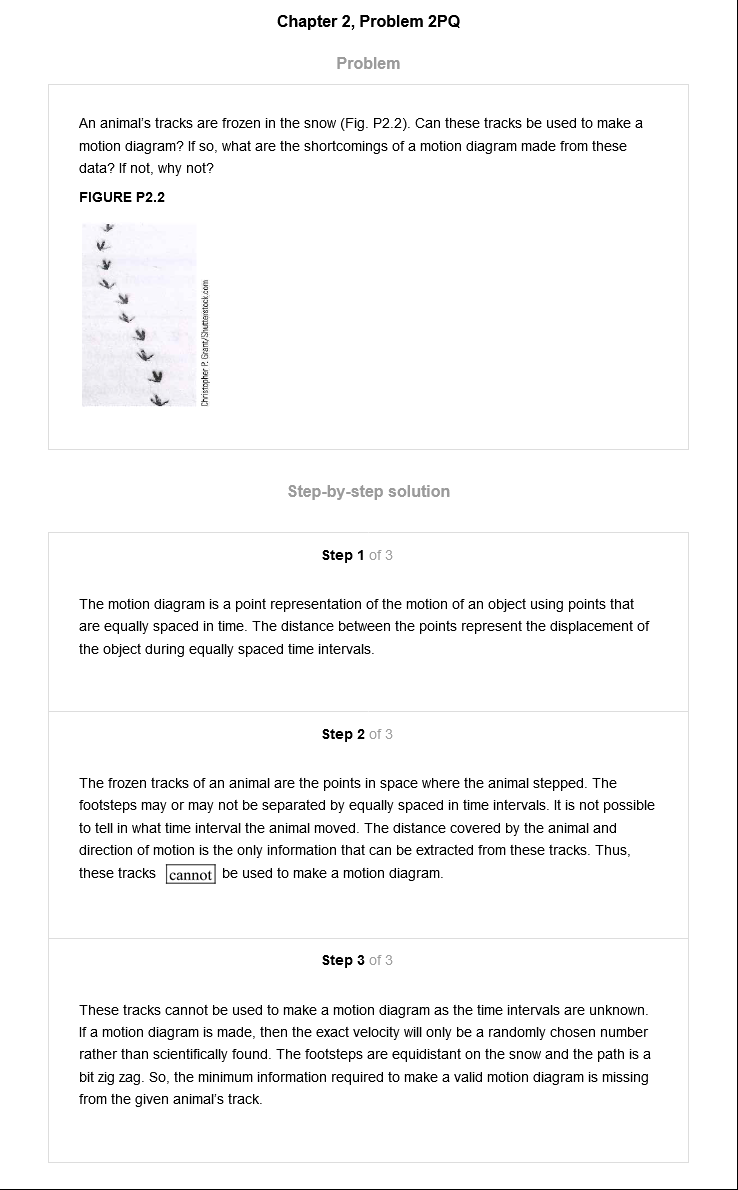 Chapter 2, Problem 2PQ
Problem
An animal's tracks are frozen in the snow (Fig. P2.2). Can these tracks be used to make a
motion diagram? If so, what are the shortcomings of a motion diagram made from these
data? If not, why not?
FIGURE P2.2
Christopher P. Grant/Shutterstock.com
Step-by-step solution
Step 1 of 3
The motion diagram is a point representation of the motion of an object using points that
are equally spaced in time. The distance between the points represent the displacement of
the object during equally spaced time intervals.
Step 2 of 3
The frozen tracks of an animal are the points in space where the animal stepped. The
footsteps may or may not be separated by equally spaced in time intervals. It is not possible
to tell in what time interval the animal moved. The distance covered by the animal and
direction of motion is the only information that can be extracted from these tracks. Thus,
these tracks cannot be used to make a motion diagram.
Step 3 of 3
These tracks cannot be used to make a motion diagram as the time intervals are unknown.
If a motion diagram is made, then the exact velocity will only be a randomly chosen number
rather than scientifically found. The footsteps are equidistant on the snow and the path is a
bit zig zag. So, the minimum information required to make a valid motion diagram is missing
from the given animal's track.